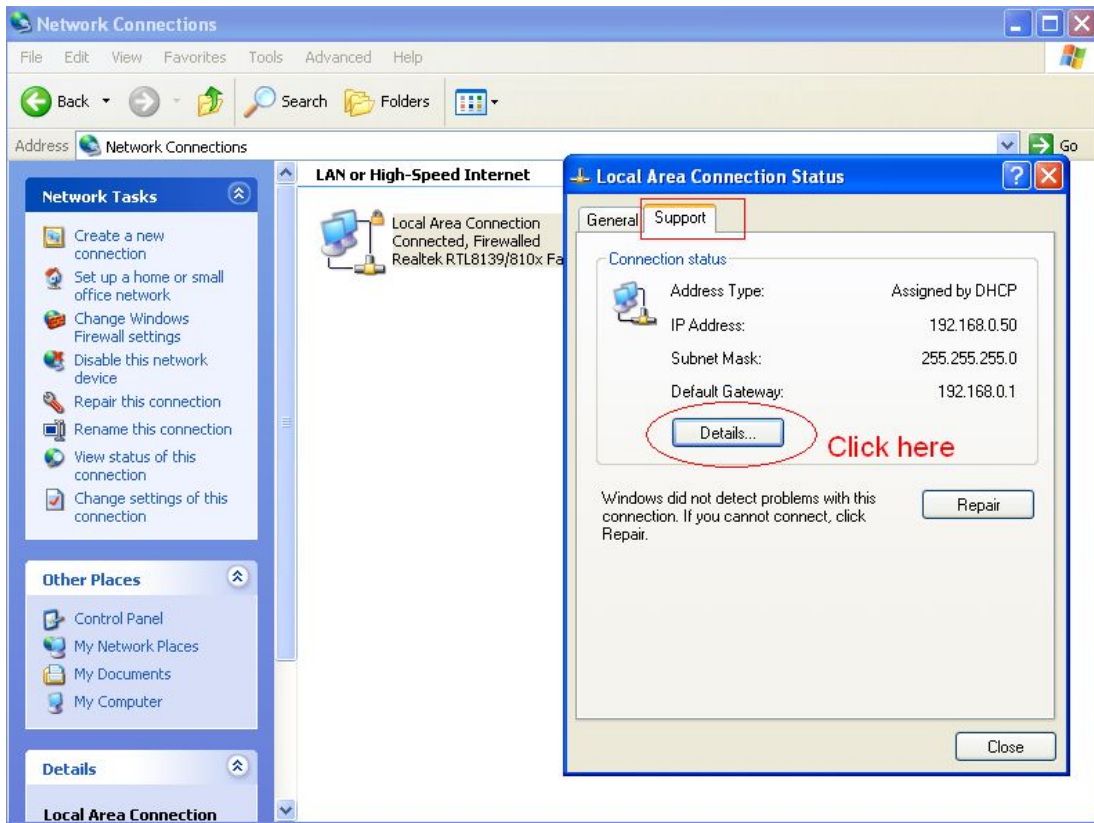 Network Connections
File Edit View Favorites Tools Advanced Help
Back Search Folders
Address Network Connections Go
Network Tasks
Create a new
connection
Set up a home or small
office network
Change Windows
Firewall settings
Disable this network
device
Repair this connection
Rename this connection
View status of this
connection
Change settings of this
connection
Other Places
Control Panel
My Network Places
My Documents
My Computer
Details
Local Area Connection
LAN or High-Speed Internet
Local Area Connection
Connected, Firewalled
Realtek RTL8139/810x Fa
Local Area Connection Status
General Support
Connection status
Address Type: Assigned by DHCP
IP Address: 192.168.0.50
Subnet Mask: 255.255.255.0
Default Gateway: 192.168.0.1
Details...
Click here
Windows did not detect problems with this
connection. If you cannot connect, click
Repair.
Repair
Close